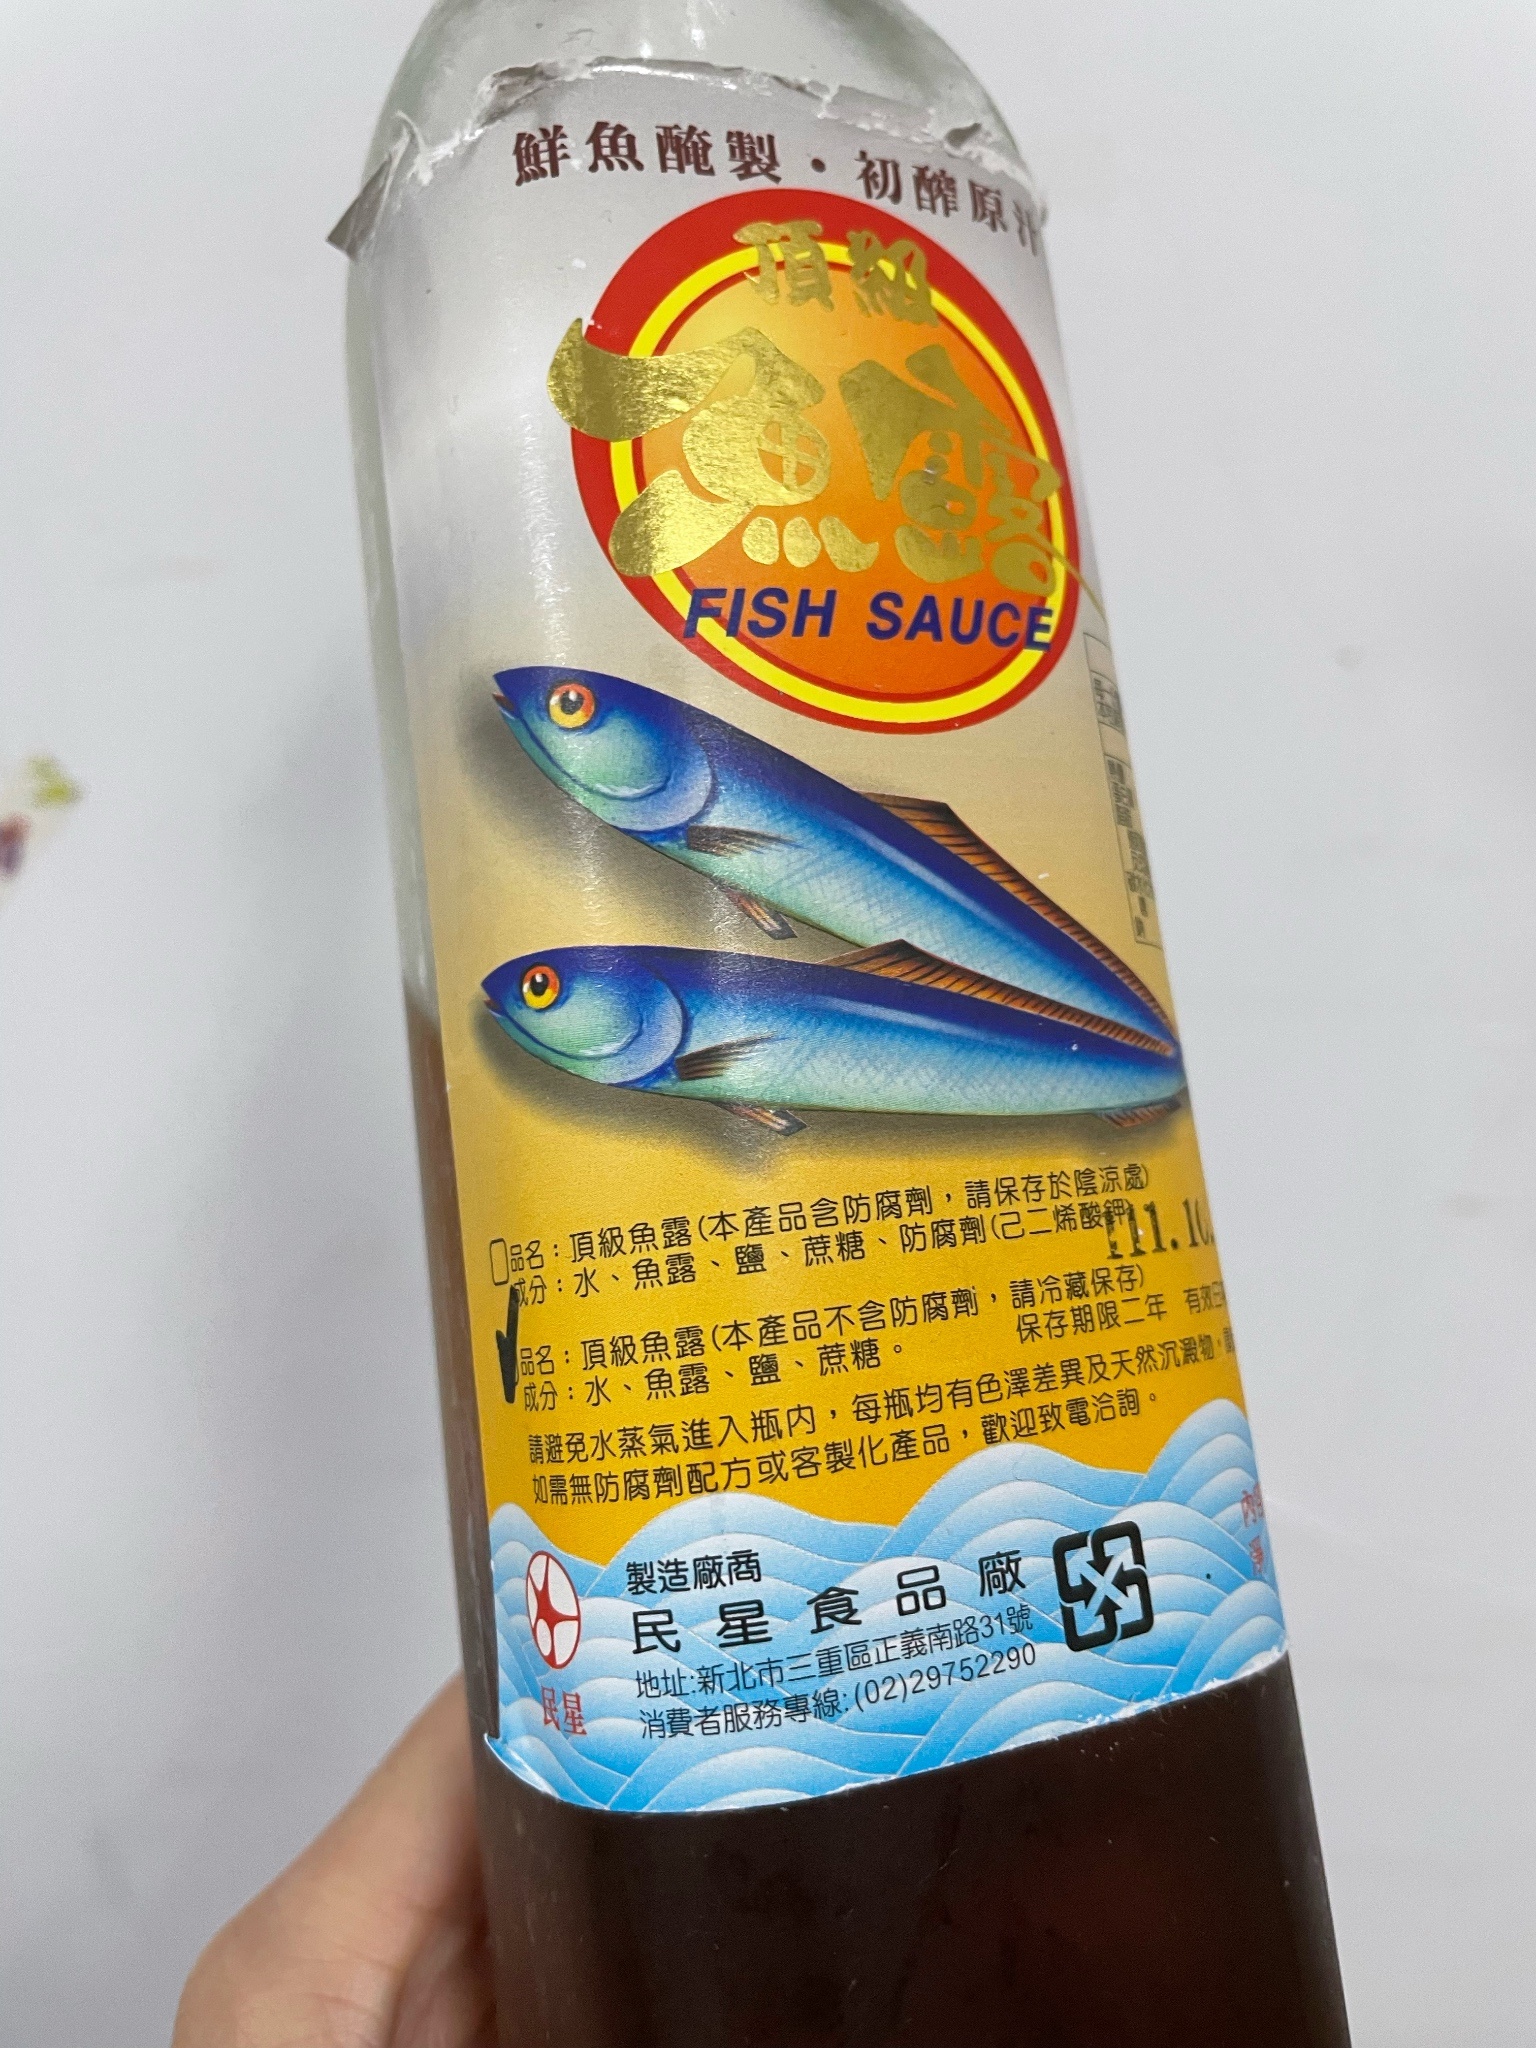 鮮魚醃製·初醡原汁
頂級
魚露
FISH SAUCE
品名：頂級魚露(本產品含防腐劑，請保存於陰涼處)
成分：水、魚露、鹽、蔗糖、防腐劑(己二烯酸鉀)
111.10.
品名：頂級魚露(本產品不含防腐劑，請冷藏保存)
成分：水、魚露、鹽、蔗糖。
保存期限二年 有效日
請避免水蒸氣進入瓶內，每瓶均有色澤差異及天然沉澱物，
如需無防腐劑配方或客製化產品，歡迎致電洽詢。
製造廠商
民星食品廠
地址:新北市三重區正義南路31號
消費者服務專線:(02)29752290
民星